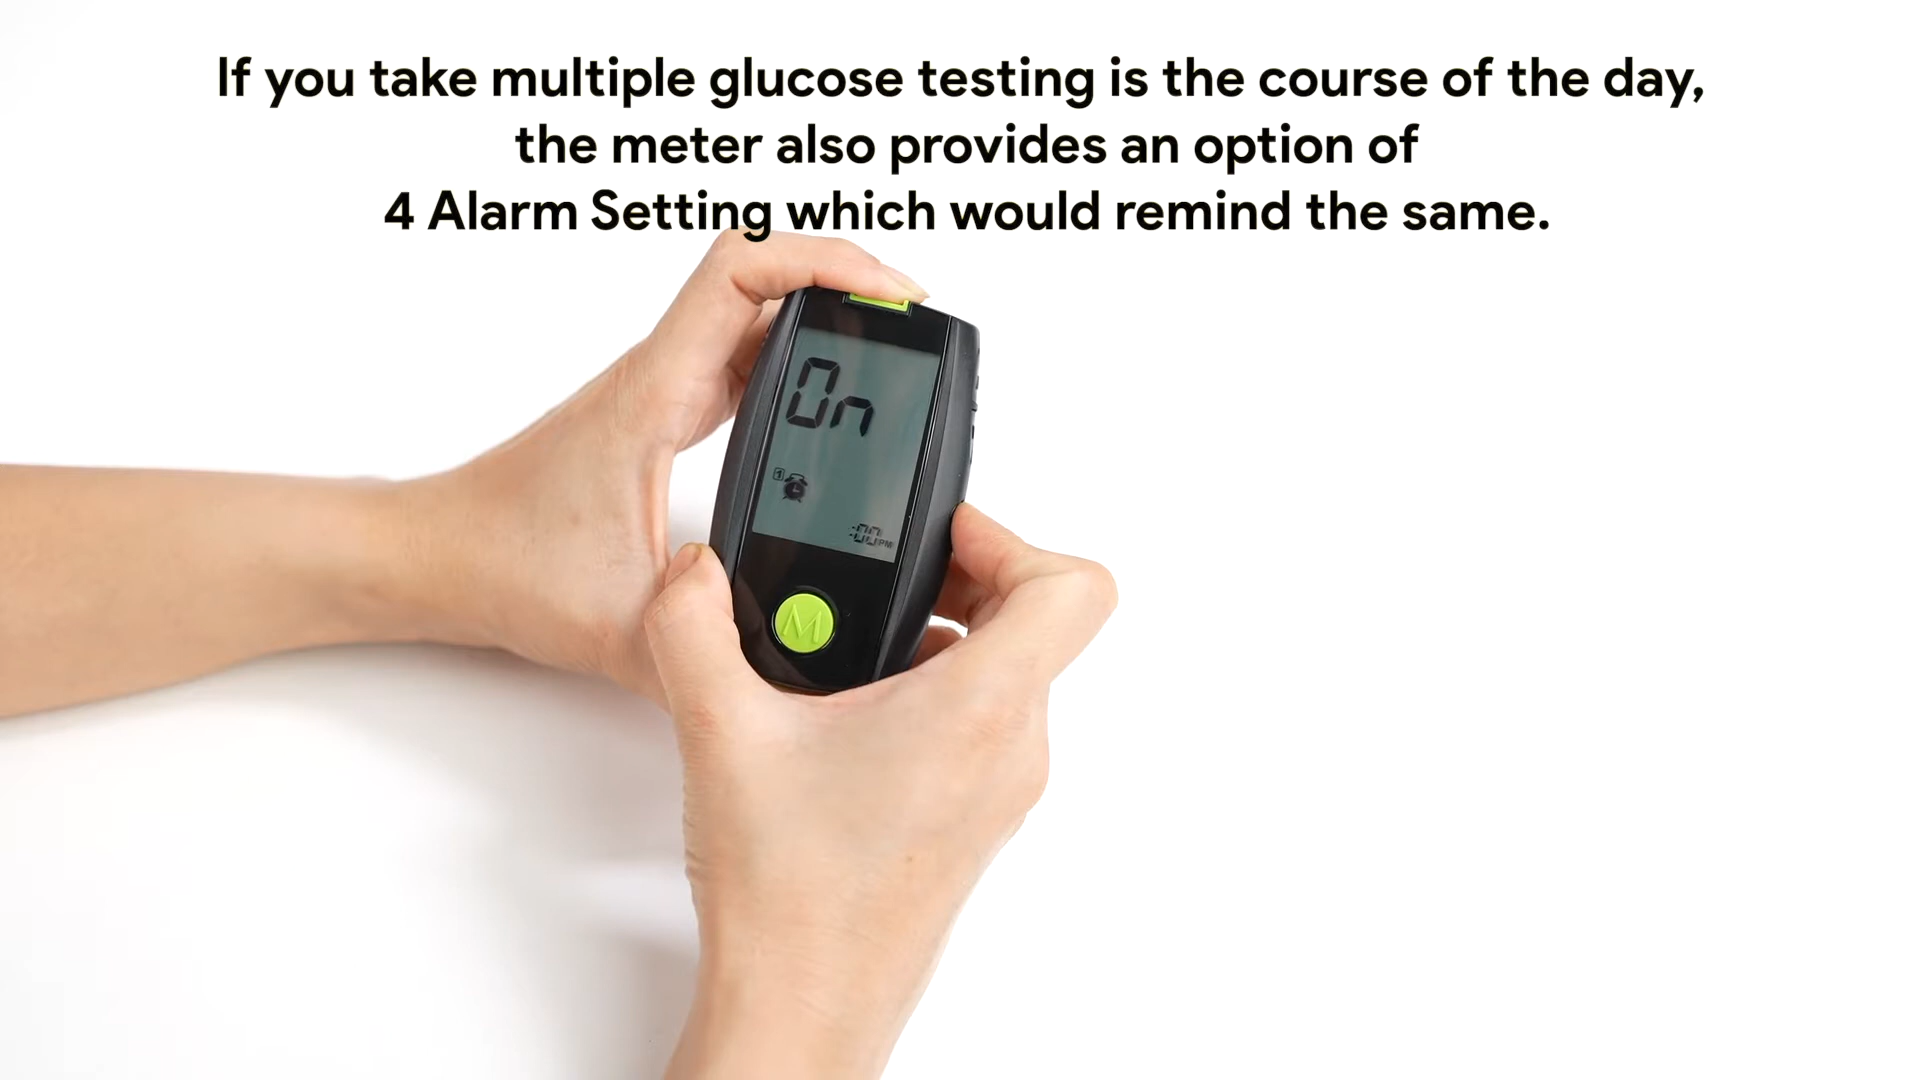 If you take multiple glucose testing is the course of the day,
the meter also provides an option of
4 Alarm Setting which would remind the same.
On
1
:00 PM
M